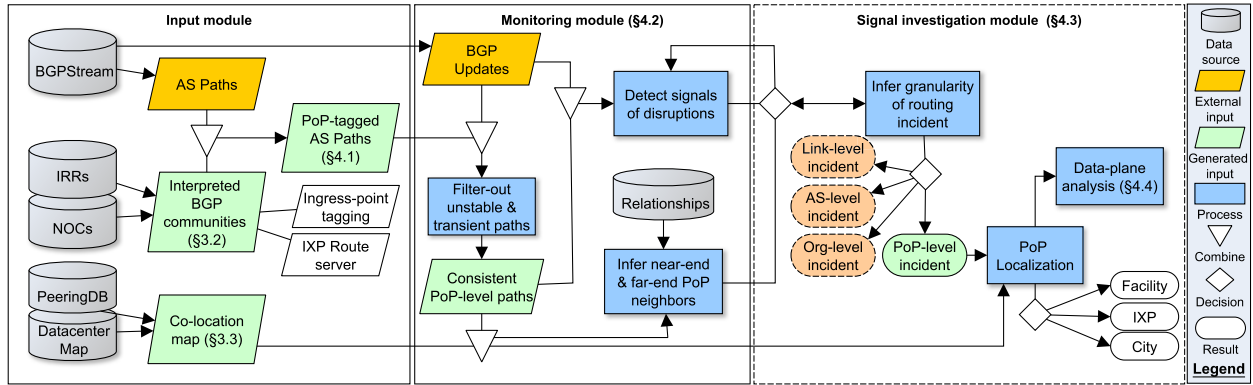 Input module
BGPStream
AS Paths
PoP-tagged
AS Paths
(§4.1)
IRRs
NOCs
Interpreted
BGP
communities
(§3.2)
Ingress-point
tagging
IXP Route
server
PeeringDB
Datacenter
Map
Co-location
map (§3.3)
Monitoring module (§4.2)
BGP
Updates
Detect signals
of disruptions
Filter-out
unstable &
transient paths
Relationships
Consistent
PoP-level paths
Infer near-end
& far-end PoP
neighbors
Signal investigation module (§4.3)
Infer granularity
of routing
incident
Link-level
incident
AS-level
incident
Org-level
incident
PoP-level
incident
Data-plane
analysis (§4.4)
PoP
Localization
Facility
IXP
City
Data
source
External
input
Generated
input
Process
Combine
Decision
Result
Legend